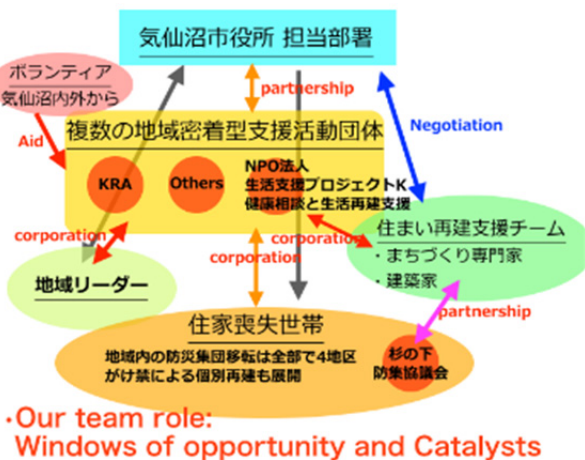 気仙沼市役所 担当部署
ボランティア
気仙沼内外から
partnership
Aid
複数の地域密着型支援活動団体
Negotiation
KRA
Others
NPO法人
生活支援プロジェクトK
健康相談と生活再建支援
corporation
corporation
corporation
住まい再建支援チーム
・まちづくり専門家
・建築家
地域リーダー
partnership
住家喪失世帯
地域内の防災集団移転は全部で4地区
がけ禁による個別再建も展開
杉の下
防集協議会
・Our team role:
Windows of opportunity and Catalysts